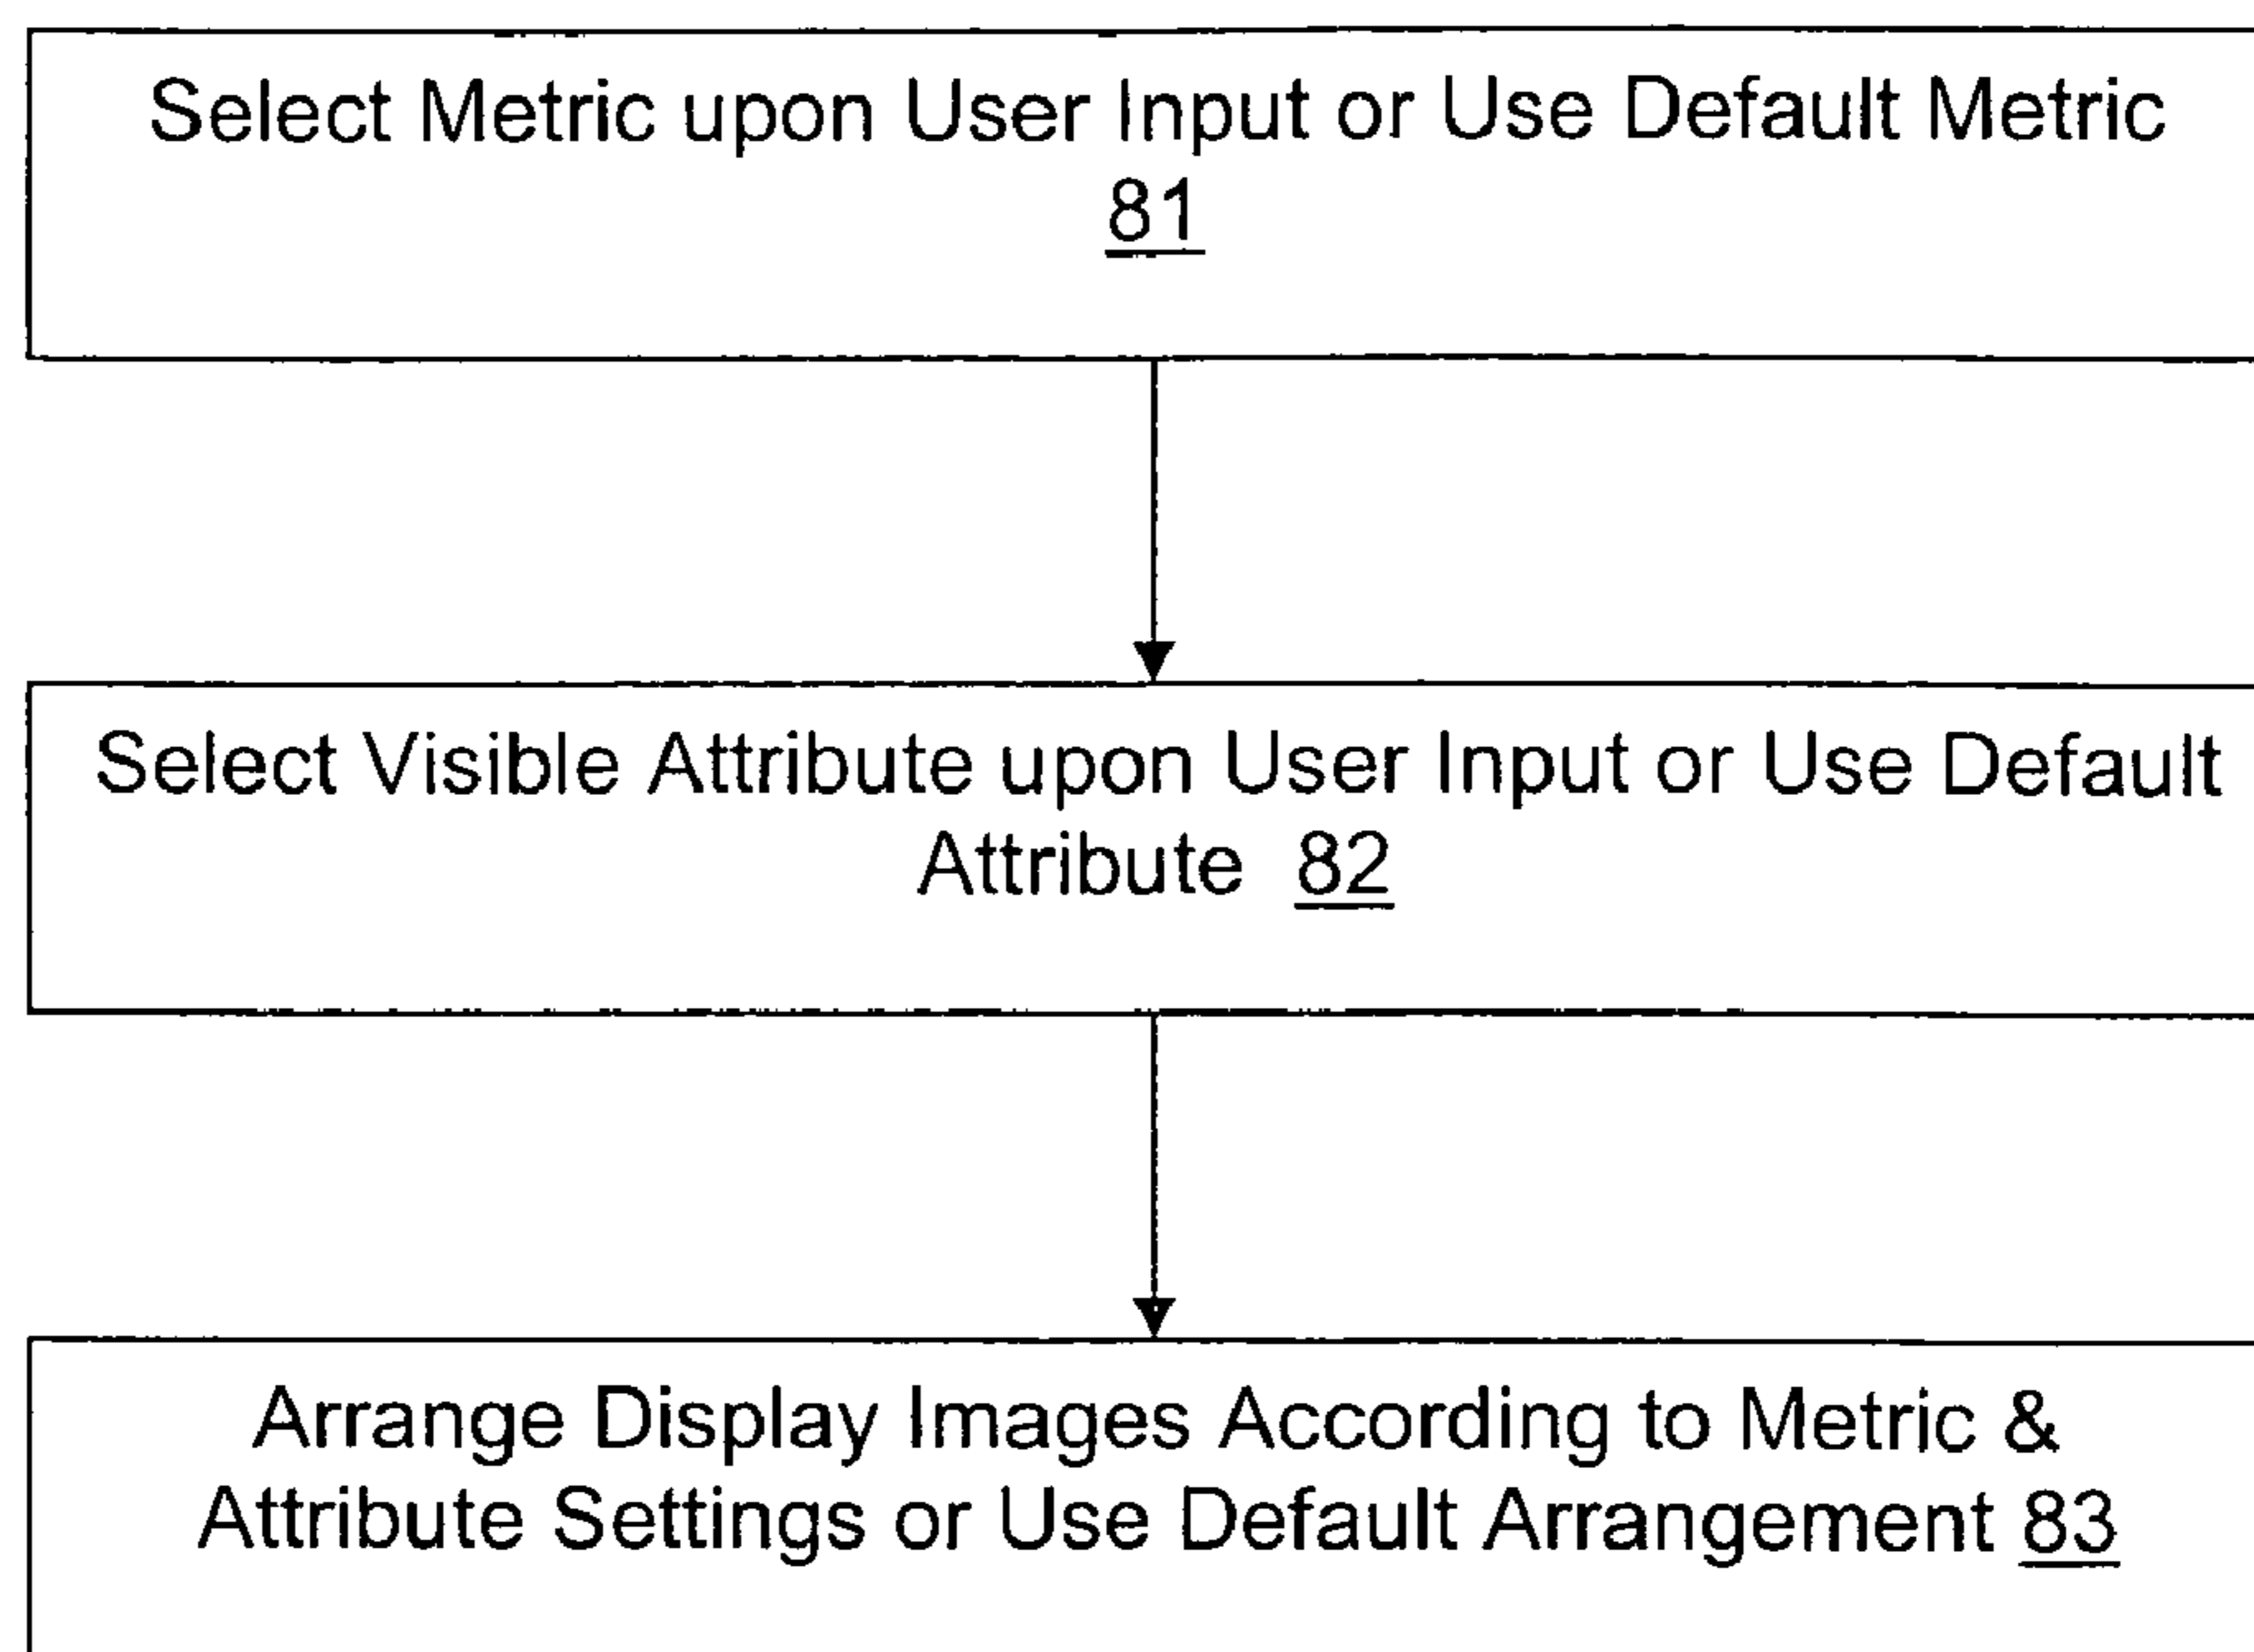 Select Metric upon User Input or Use Default Metric
81
Select Visible Attribute upon User Input or Use Default
Attribute 82
Arrange Display Images According to Metric &
Attribute Settings or Use Default Arrangement 83